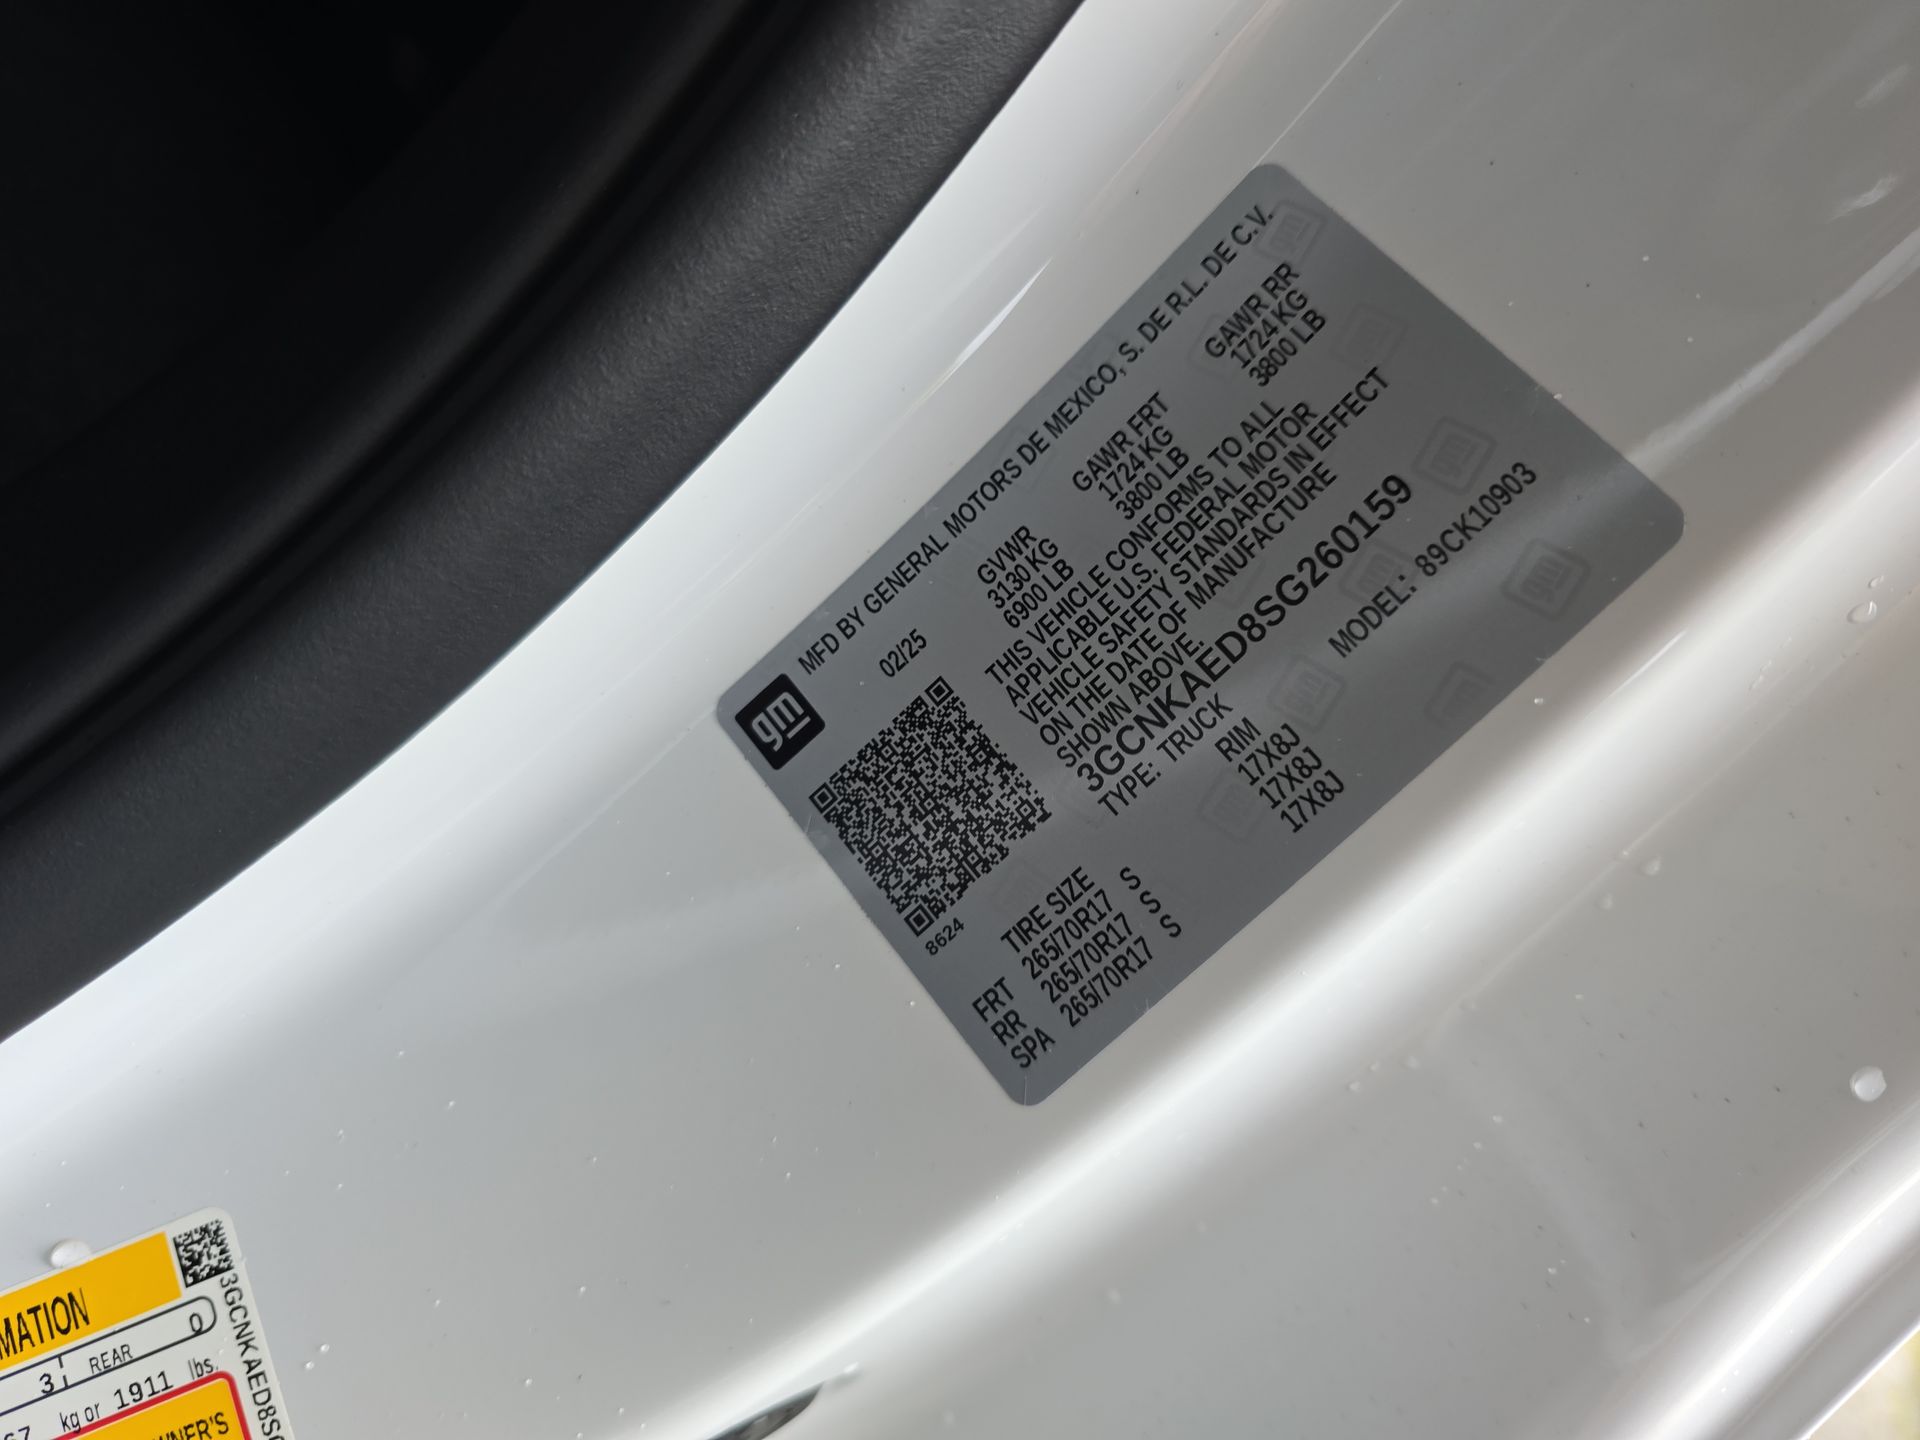 gm
MFD BY GENERAL MOTORS DE MEXICO, S. DE R.L. DE C.V.
02/25
GVWR GAWR FRT GAWR RR
3130 KG 1724 KG 1724 KG
6900 LB 3800 LB 3800 LB
THIS VEHICLE CONFORMS TO ALL
APPLICABLE U.S. FEDERAL MOTOR
VEHICLE SAFETY STANDARDS IN EFFECT
ON THE DATE OF MANUFACTURE
SHOWN ABOVE.
3GCNKAED8SG260159
TYPE: TRUCK MODEL: 89CK10903
8624
TIRE SIZE RIM
FRT 265/70R17 S 17X8J
RR 265/70R17 S 17X8J
SPA 265/70R17 S 17X8J
MATION
3 REAR 0
67 kg or 1911 lbs.
WNER'S
3GCNKAED8S